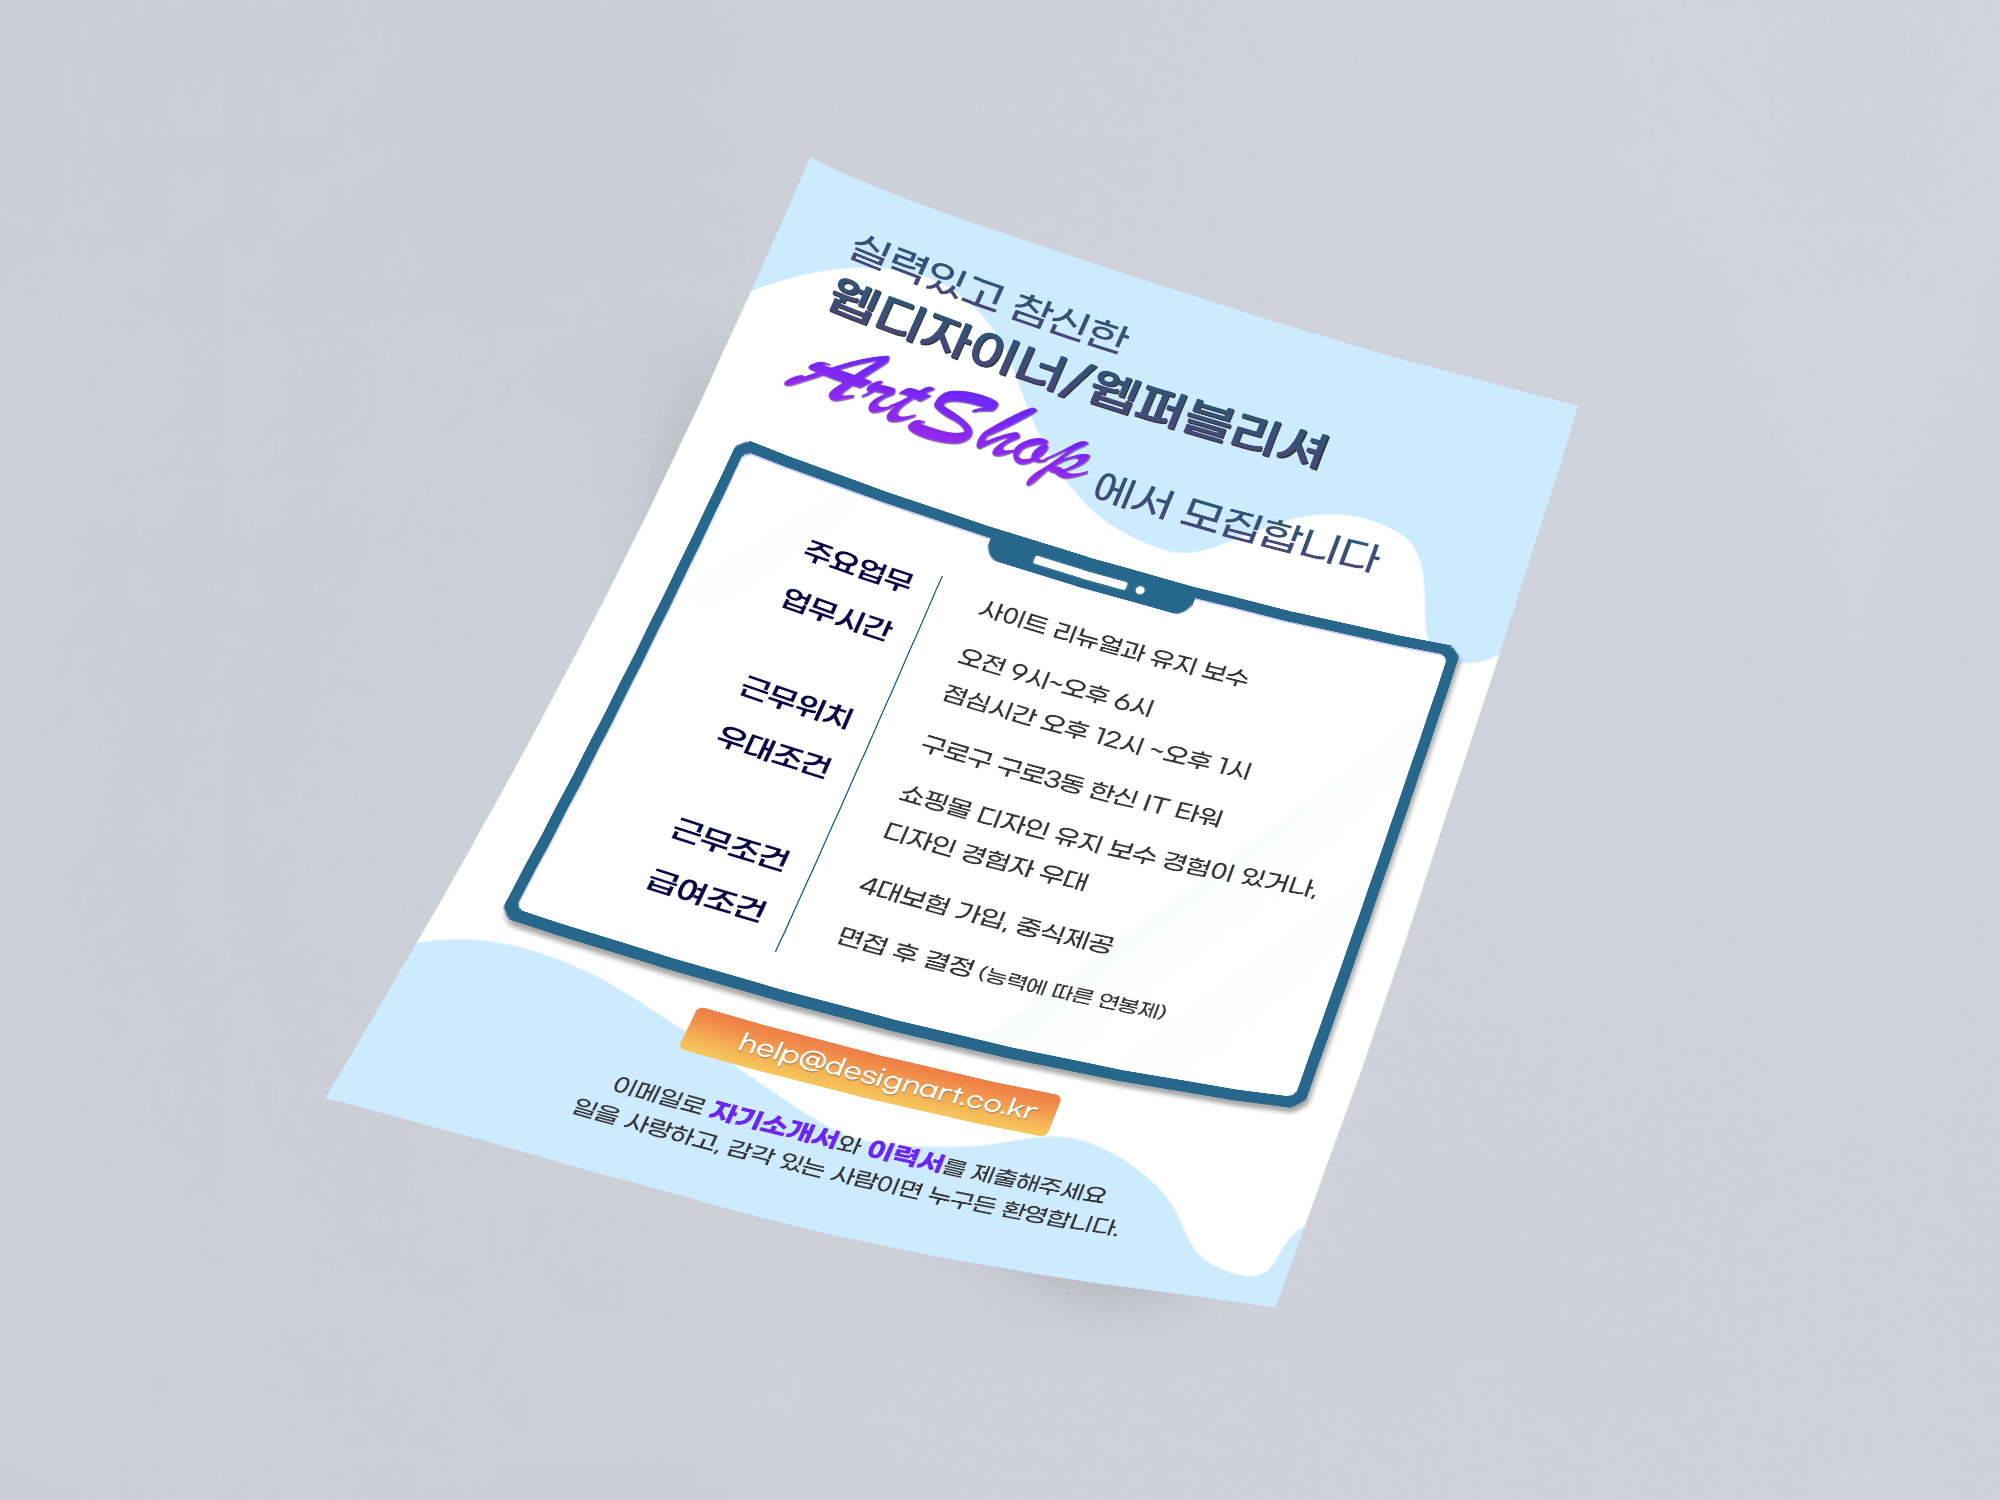 실력있고 참신한
웹디자이너/웹퍼블리셔
ArtShop 에서 모집합니다
주요업무
사이트 리뉴얼과 유지 보수
업무시간
오전 9시~오후 6시
점심시간 오후 12시 ~오후 1시
근무위치
구로구 구로3동 한신 IT 타워
우대조건
쇼핑몰 디자인 유지 보수 경험이 있거나,
디자인 경험자 우대
근무조건
4대보험 가입, 중식제공
급여조건
면접 후 결정 (능력에 따른 연봉제)
help@designart.co.kr
이메일로 자기소개서와 이력서를 제출해주세요
일을 사랑하고, 감각 있는 사람이면 누구든 환영합니다.